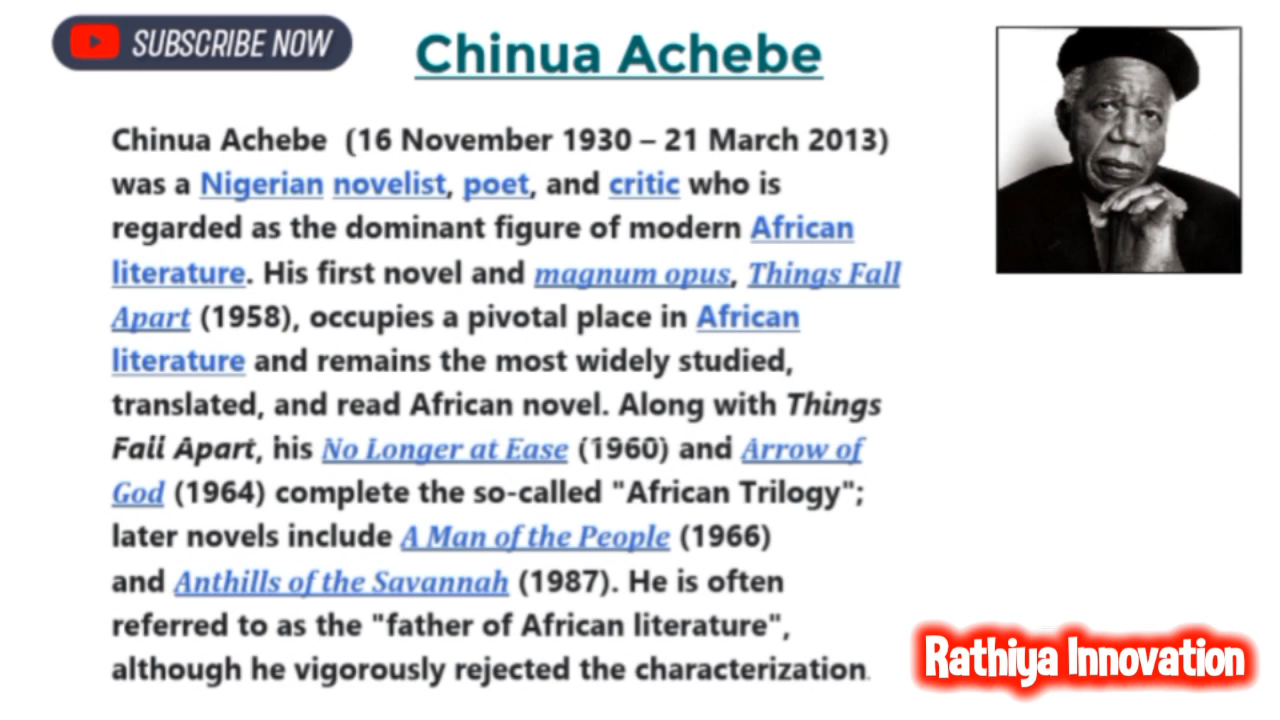 SUBSCRIBE NOW
Chinua Achebe
Chinua Achebe (16 November 1930 – 21 March 2013)
was a Nigerian novelist, poet, and critic who is
regarded as the dominant figure of modern African
literature. His first novel and magnum opus, Things Fall
Apart (1958), occupies a pivotal place in African
literature and remains the most widely studied,
translated, and read African novel. Along with Things
Fall Apart, his No Longer at Ease (1960) and Arrow of
God (1964) complete the so-called "African Trilogy";
later novels include A Man of the People (1966)
and Anthills of the Savannah (1987). He is often
referred to as the "father of African literature",
although he vigorously rejected the characterization.
Rathiya Innovation